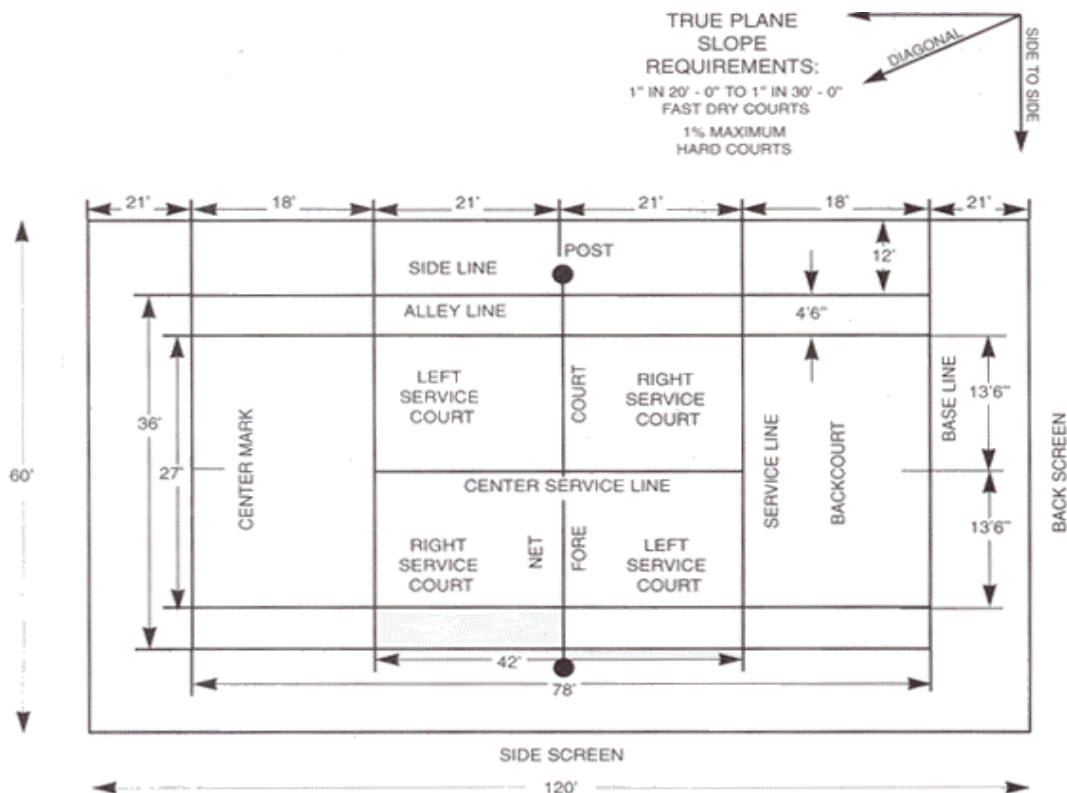 TRUE PLANE
SLOPE
REQUIREMENTS:
1" IN 20' - 0" TO 1" IN 30' - 0"
FAST DRY COURTS
1% MAXIMUM
HARD COURTS
DIAGONAL
SIDE TO SIDE
21' 18' 21' 21' 18' 21'
POST
12'
SIDE LINE
ALLEY LINE
4'6"
LEFT
SERVICE
COURT
COURT
RIGHT
SERVICE
COURT
13'6"
36'
27'
60'
CENTER MARK
CENTER SERVICE LINE
SERVICE LINE
BACKCOURT
BASE LINE
BACK SCREEN
RIGHT
SERVICE
COURT
NET
FORE
LEFT
SERVICE
COURT
13'6"
42'
78'
SIDE SCREEN
120'